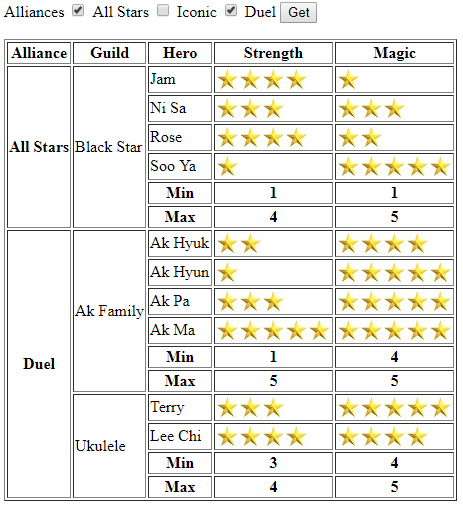 Alliances All Stars Iconic Duel Get
Alliance Guild Hero Strength Magic
All Stars Black Star Jam
Ni Sa
Rose
Soo Ya
Min 1 1
Max 4 5
Duel Ak Family Ak Hyuk
Ak Hyun
Ak Pa
Ak Ma
Min 1 4
Max 5 5
Ukulele Terry
Lee Chi
Min 3 4
Max 4 5